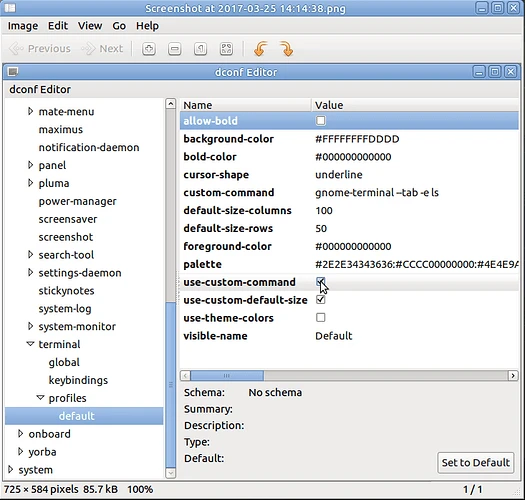 Screenshot at 2017-03-25 14:14:38.png
Image Edit View Go Help
Previous Next
dconf Editor
dconf Editor
mate-menu
maximus
notification-daemon
panel
pluma
power-manager
screensaver
screenshot
search-tool
settings-daemon
stickynotes
system-log
system-monitor
terminal
global
keybindings
profiles
default
onboard
yorba
system
Name Value
allow-bold
background-color #FFFFFFFFDDDD
bold-color #000000000000
cursor-shape underline
custom-command gnome-terminal --tab -e ls
default-size-columns 100
default-size-rows 50
foreground-color #000000000000
palette #2E2E34343636:#CCCC00000000:#4E4E9A
use-custom-command
use-custom-default-size
use-theme-colors
visible-name Default
Schema: No schema
Summary:
Description:
Type:
Default:
Set to Default
725 × 584 pixels 85.7 kB 100% 1 / 1